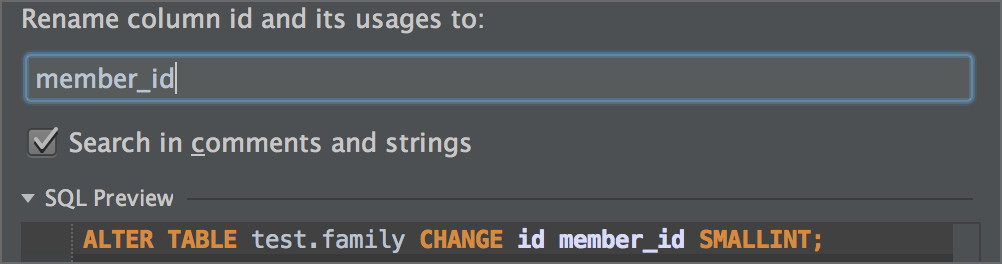 Rename column id and its usages to:
member_id
Search in comments and strings
SQL Preview
ALTER TABLE test.family CHANGE id member_id SMALLINT;